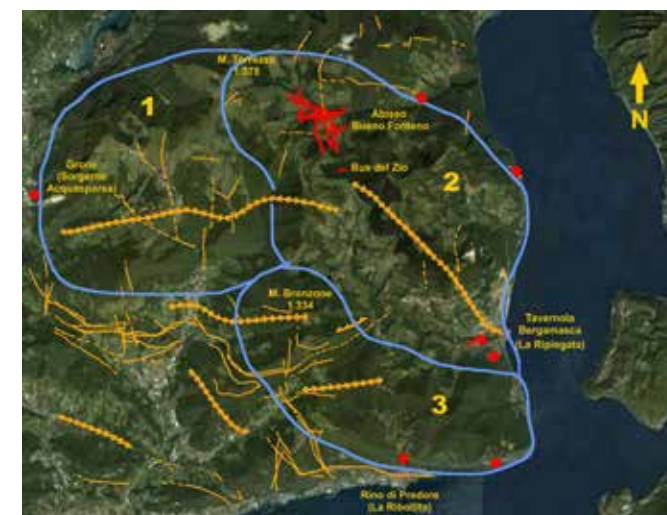 M. Torrezzo
1.378
1
Abisso
Bueno Fonteno
N
Grone
(Sorgente
Acquasparsa)
Bus del Zio
2
M. Bronzone
1.334
Tavernola
Bergamasca
(La Ripiegata)
3
Rino di Predore
(La Ribollita)